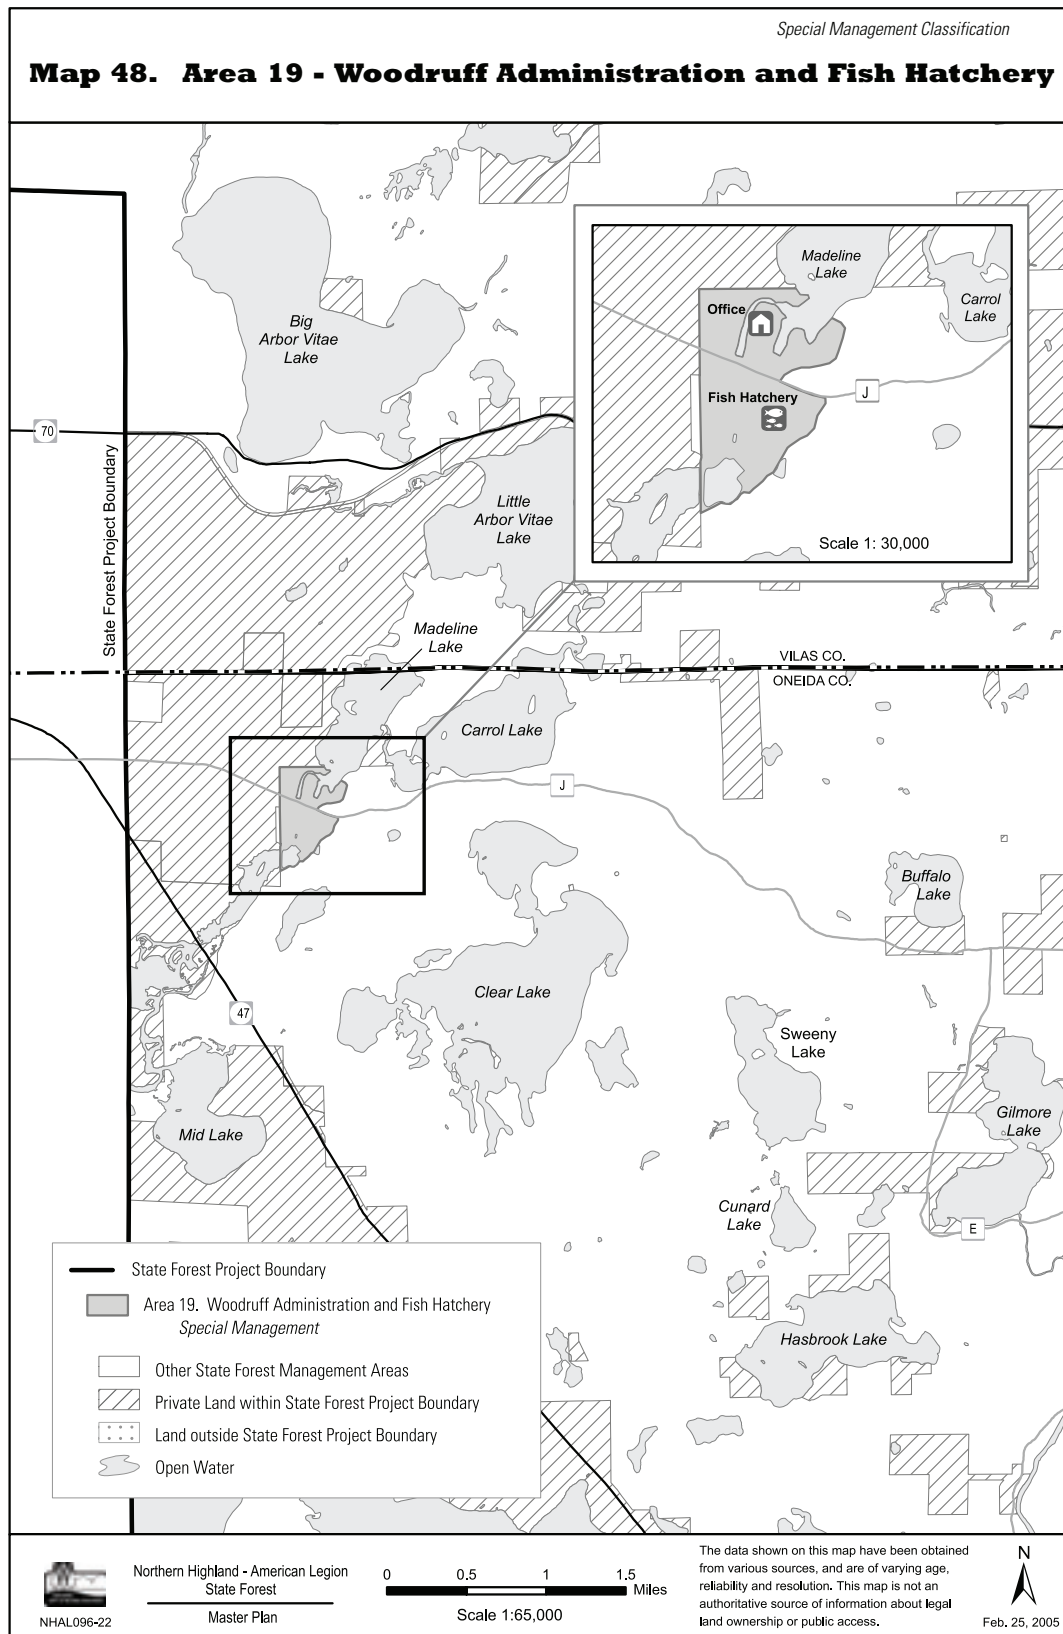 Special Management Classification
Map 48. Area 19 - Woodruff Administration and Fish Hatchery
Big
Arbor Vitae
Lake
70
State Forest Project Boundary
Little
Arbor Vitae
Lake
Madeline
Lake
Carrol
Lake
Office
J
Fish Hatchery
Scale 1: 30,000
Madeline
Lake
VILAS CO.
ONEIDA CO.
Carrol Lake
J
Buffalo
Lake
Clear Lake
47
Sweeny
Lake
Mid Lake
Gilmore
Lake
Cunard
Lake
E
Hasbrook Lake
State Forest Project Boundary
Area 19. Woodruff Administration and Fish Hatchery
Special Management
Other State Forest Management Areas
Private Land within State Forest Project Boundary
Land outside State Forest Project Boundary
Open Water
NHAL096-22
Northern Highland - American Legion
State Forest
Master Plan
0 0.5 1 1.5
Miles
Scale 1:65,000
The data shown on this map have been obtained
from various sources, and are of varying age,
reliability and resolution. This map is not an
authoritative source of information about legal
land ownership or public access.
N
Feb. 25, 2005